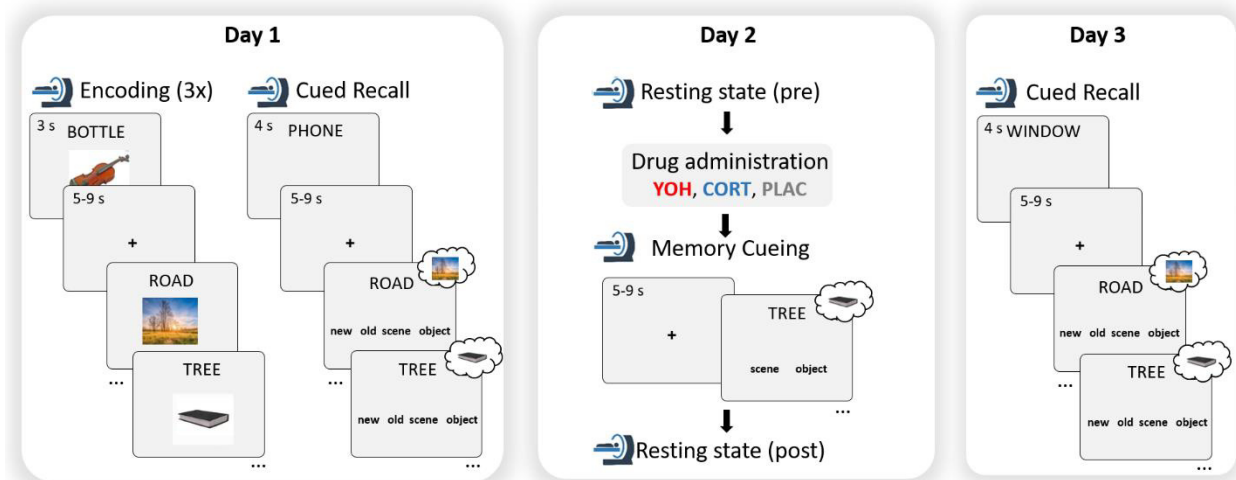 Day 1
Encoding (3x)
3 s
BOTTLE
5-9 s
+
ROAD
...
TREE
...
Cued Recall
4 s
PHONE
5-9 s
+
ROAD
new old scene object
...
TREE
new old scene object
...
Day 2
Resting state (pre)
Drug administration
YOH, CORT, PLAC
Memory Cueing
5-9 s
+
TREE
scene object
...
Resting state (post)
Day 3
Cued Recall
4 s WINDOW
5-9 s
+
ROAD
new old scene object
...
TREE
new old scene object
...